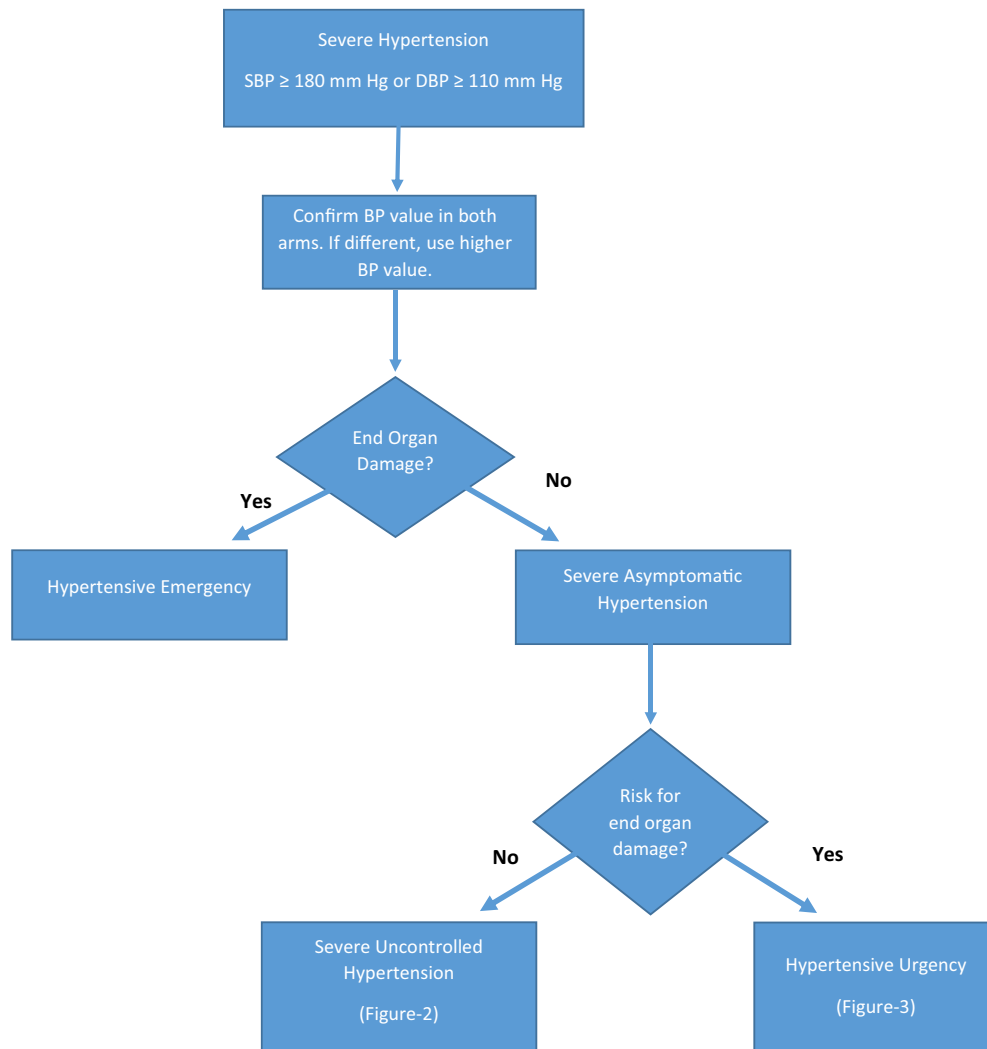 Severe Hypertension
SBP ≥ 180 mm Hg or DBP ≥ 110 mm Hg
Confirm BP value in both
arms. If different, use higher
BP value.
End Organ
Damage?
Yes
No
Hypertensive Emergency
Severe Asymptomatic
Hypertension
Risk for
end organ
damage?
No
Yes
Severe Uncontrolled
Hypertension
(Figure-2)
Hypertensive Urgency
(Figure-3)